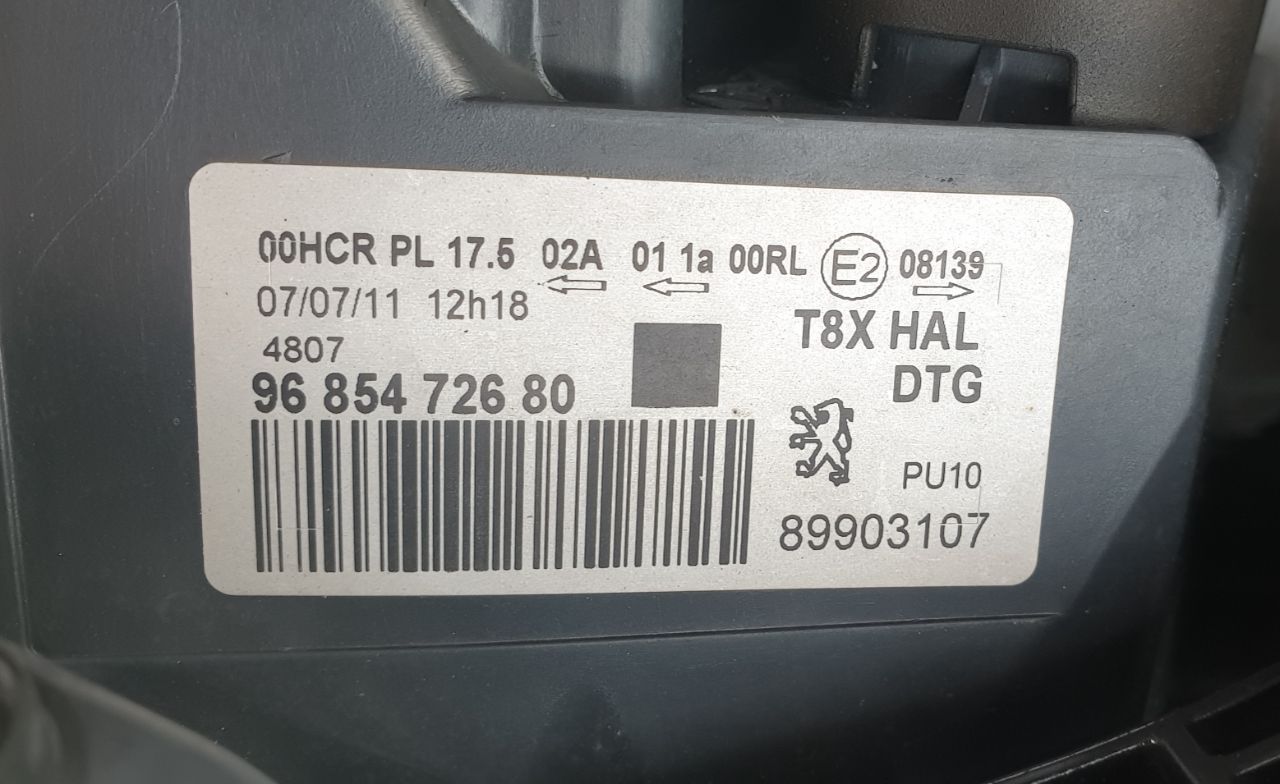 00HCR PL 17.5 02A 01 1a 00RL E2 08139
07/07/11 12h18
T8X HAL
4807
DTG
96 854 726 80
PU10
89903107